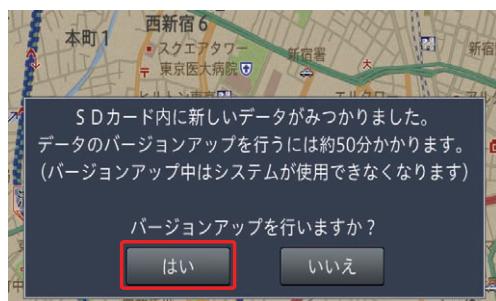 本町1
西新宿6
スクエアタワー
東京医大病院
新宿署
新宿
SDカード内に新しいデータがみつかりました。
データのバージョンアップを行うには約50分かかります。
(バージョンアップ中はシステムが使用できなくなります)
バージョンアップを行いますか?
はい
いいえ